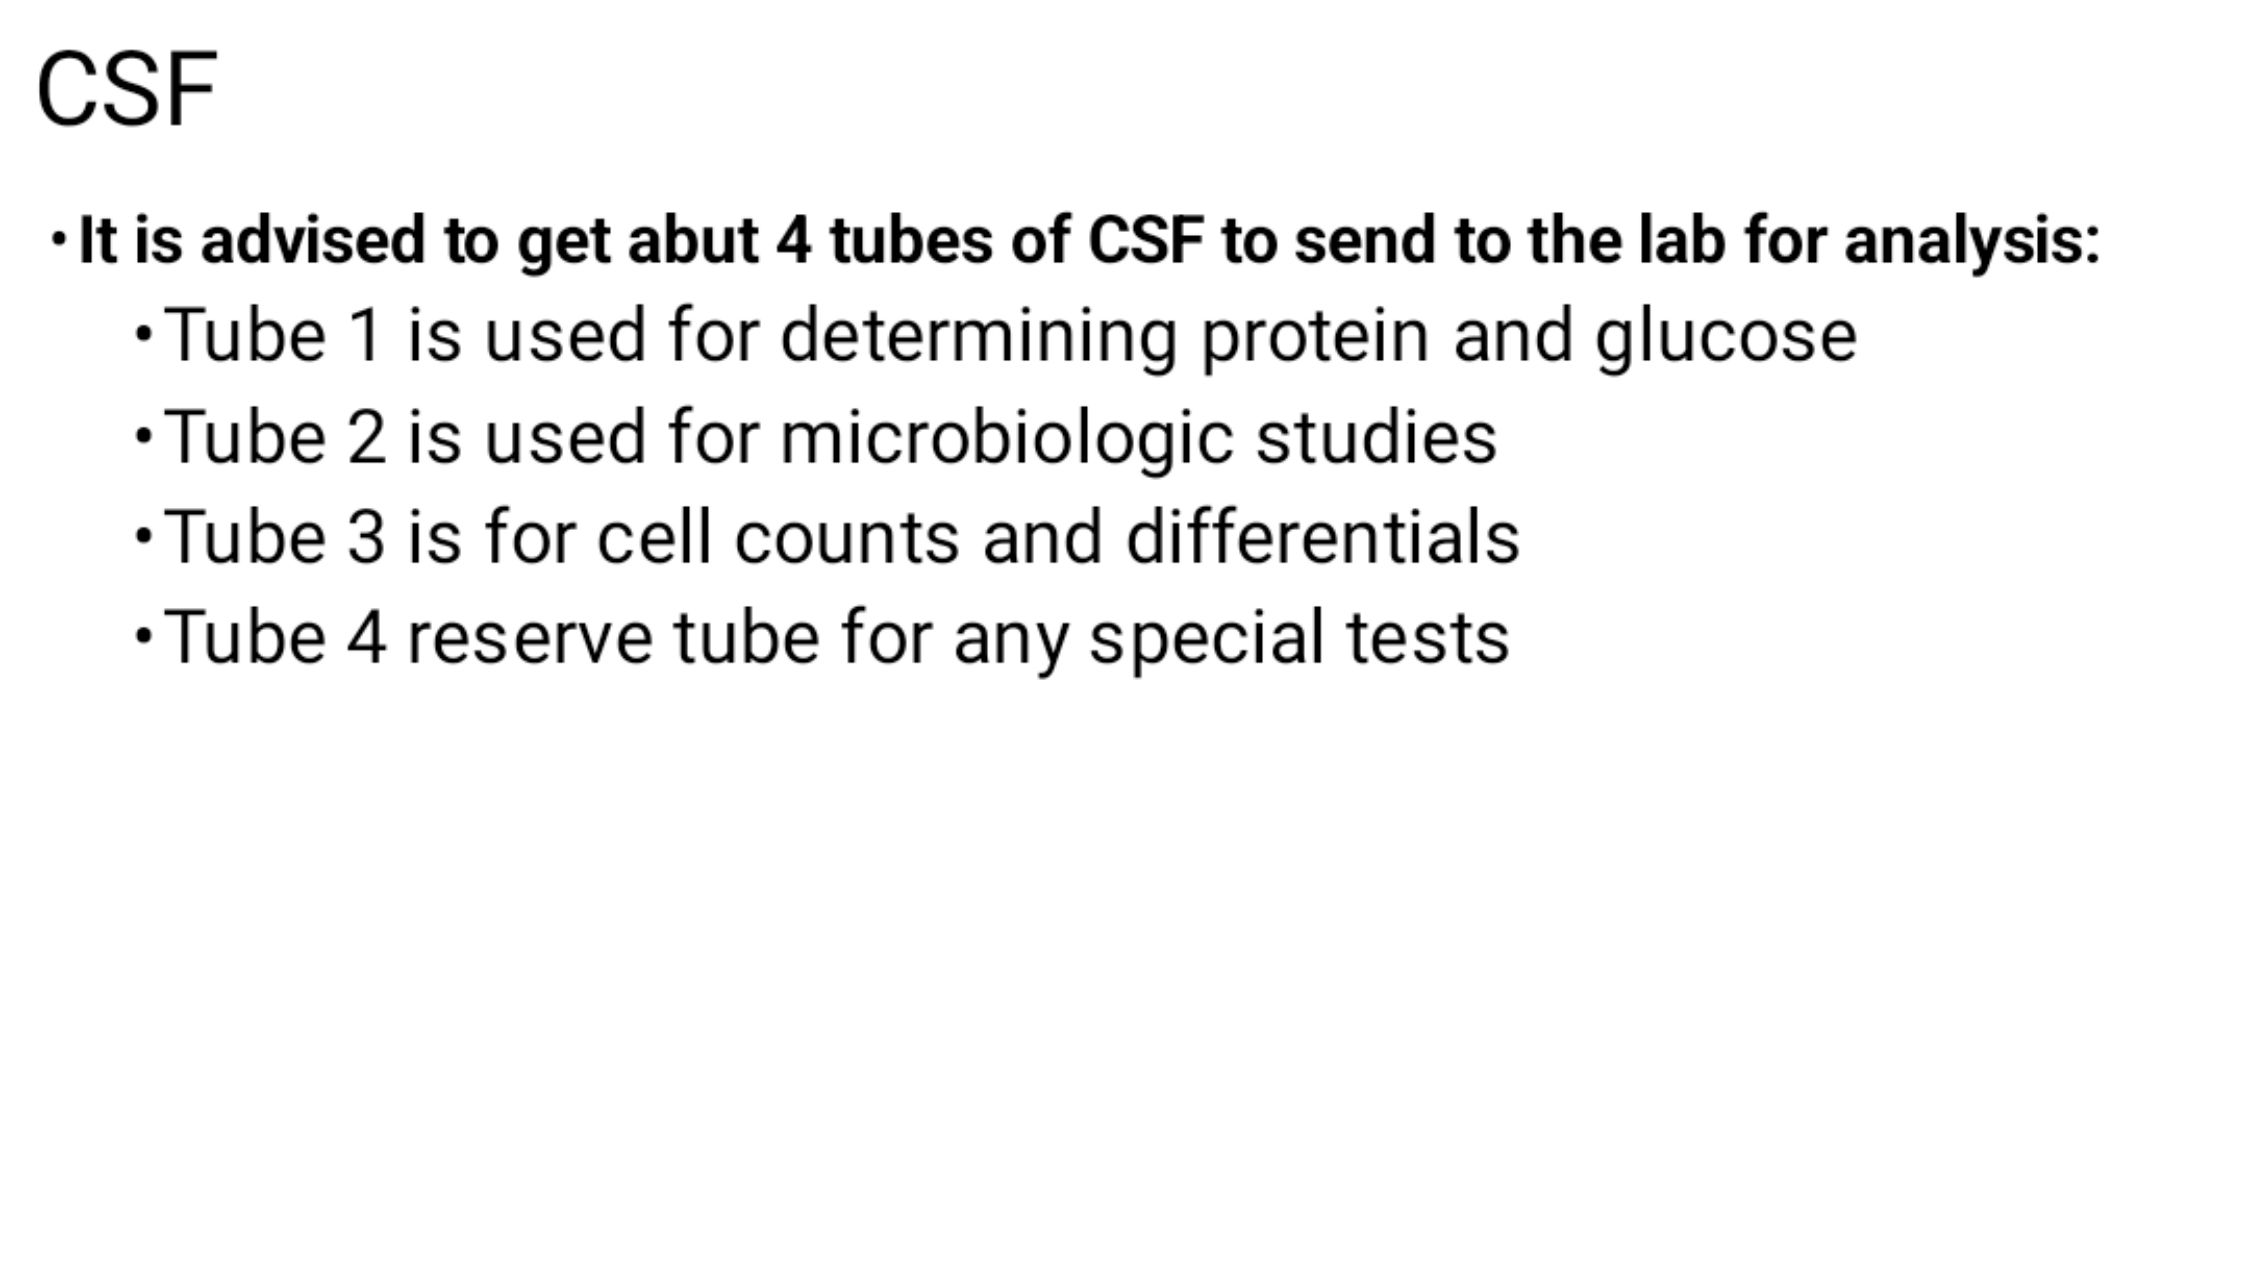 CSF
• It is advised to get abut 4 tubes of CSF to send to the lab for analysis:
• Tube 1 is used for determining protein and glucose
• Tube 2 is used for microbiologic studies
• Tube 3 is for cell counts and differentials
• Tube 4 reserve tube for any special tests